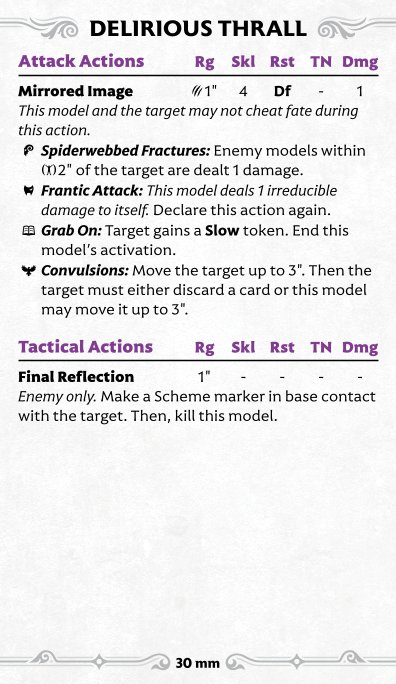 DELIRIOUS THRALL
Attack Actions Rg Skl Rst TN Dmg
Mirrored Image 1" 4 Df - 1
This model and the target may not cheat fate during
this action.
Spiderwebbed Fractures: Enemy models within
2" of the target are dealt 1 damage.
Frantic Attack: This model deals 1 irreducible
damage to itself. Declare this action again.
Grab On: Target gains a Slow token. End this
model's activation.
Convulsions: Move the target up to 3". Then the
target must either discard a card or this model
may move it up to 3".
Tactical Actions Rg Skl Rst TN Dmg
Final Reflection 1" - - - -
Enemy only. Make a Scheme marker in base contact
with the target. Then, kill this model.
30 mm